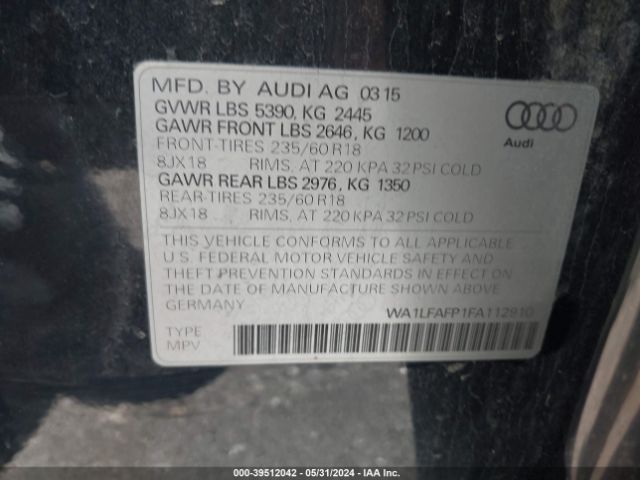 MFD. BY AUDI AG 03 15
GVWR LBS 5390, KG 2445
GAWR FRONT LBS 2646, KG 1200
FRONT-TIRES 235/60 R18
8JX18 RIMS, AT 220 KPA 32 PSI COLD
GAWR REAR LBS 2976, KG 1350
REAR-TIRES 235/60 R18
8JX18 RIMS, AT 220 KPA 32 PSI COLD
Audi
THIS VEHICLE CONFORMS TO ALL APPLICABLE
U.S. FEDERAL MOTOR VEHICLE SAFETY AND
THEFT PREVENTION STANDARDS IN EFFECT ON
THE DATE OF MANUFACTURE SHOWN ABOVE.
GERMANY
WA1LFAFP1FA112910
TYPE
MPV
000-39512042 - 05/31/2024 - IAA Inc.